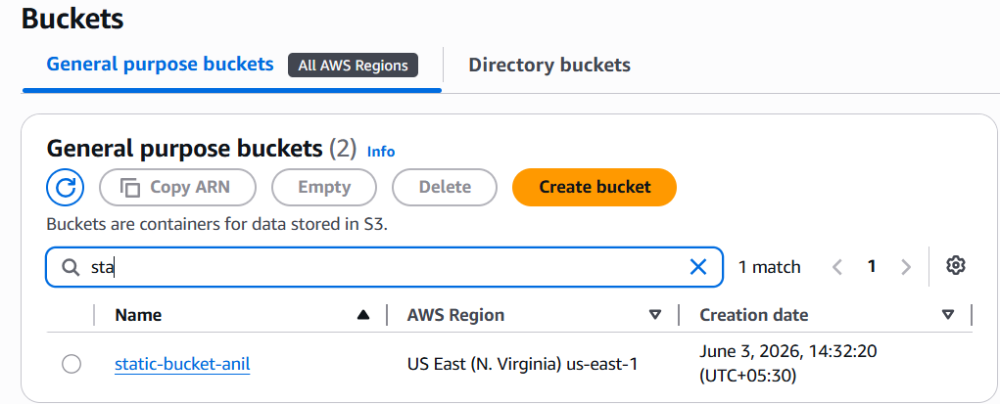 Buckets
General purpose buckets All AWS Regions Directory buckets
General purpose buckets (2) Info
Copy ARN Empty Delete Create bucket
Buckets are containers for data stored in S3.
sta 1 match 1
Name AWS Region Creation date
static-bucket-anil US East (N. Virginia) us-east-1 June 3, 2026, 14:32:20
(UTC+05:30)